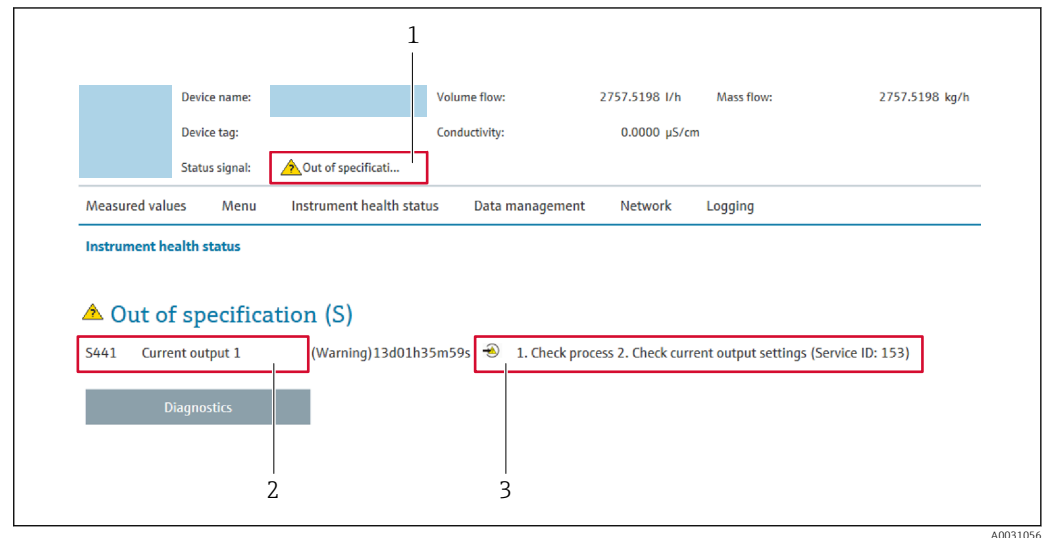 1
Device name: Volume flow: 2757.5198 l/h Mass flow: 2757.5198 kg/h
Device tag: Conductivity: 0.0000 µS/cm
Status signal: Out of specificati...
Measured values Menu Instrument health status Data management Network Logging
Instrument health status
Out of specification (S)
S441 Current output 1 (Warning)13d01h35m59s 1. Check process 2. Check current output settings (Service ID: 153)
Diagnostics
2 3
A0031056